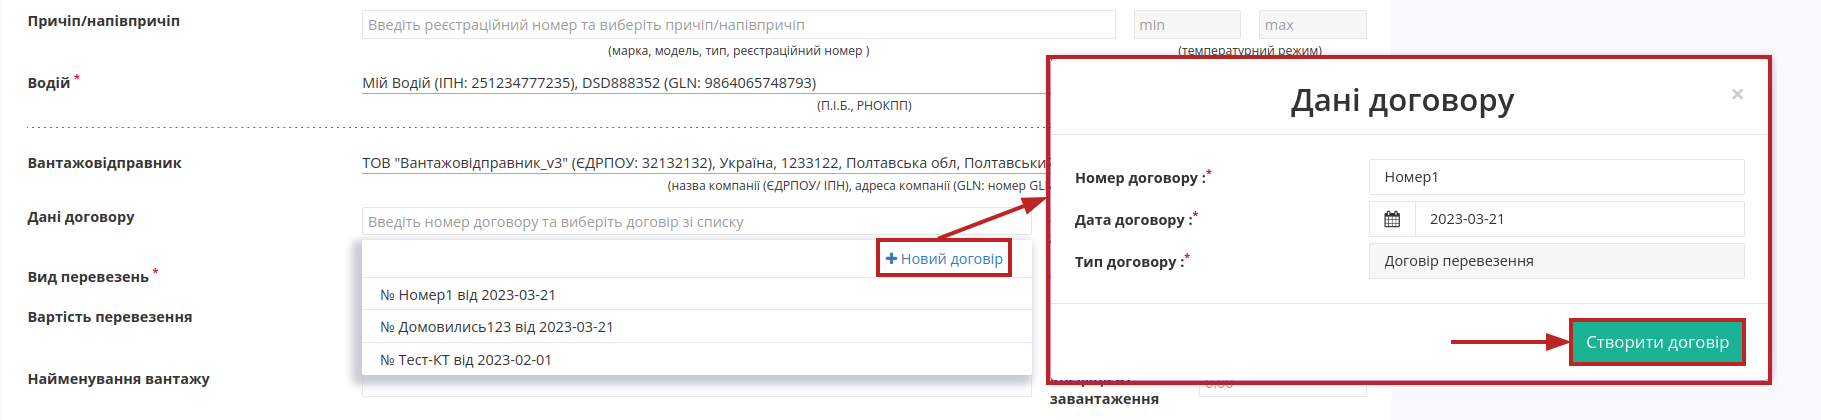 Причіп/напівпричіп
Введіть реєстраційний номер та виберіть причіп/напівпричіп
min
max
(марка, модель, тип, реєстраційний номер )
(температурний режим)
Водій *
Мій Водій (ІПН: 251234777235), DSD888352 (GLN: 9864065748793)
(П.І.Б., РНОКПП)
Вантажовідправник
ТОВ "Вантажовідправник_v3" (ЄДРПОУ: 32132132), Україна, 1233122, Полтавська обл, Полтавськи
(назва компанії (ЄДРПОУ/ ІПН), адреса компанії (GLN: номер GL
Дані договору
Введіть номер договору та виберіть договір зі списку
+ Новий договір
№ Номер1 від 2023-03-21
№ Домовились123 від 2023-03-21
№ Тест-КТ від 2023-02-01
Вид перевезень *
Вартість перевезення
Найменування вантажу
завантаження
Дані договору
×
Номер договору :*
Номер1
Дата договору :*
2023-03-21
Тип договору :*
Договір перевезення
Створити договір